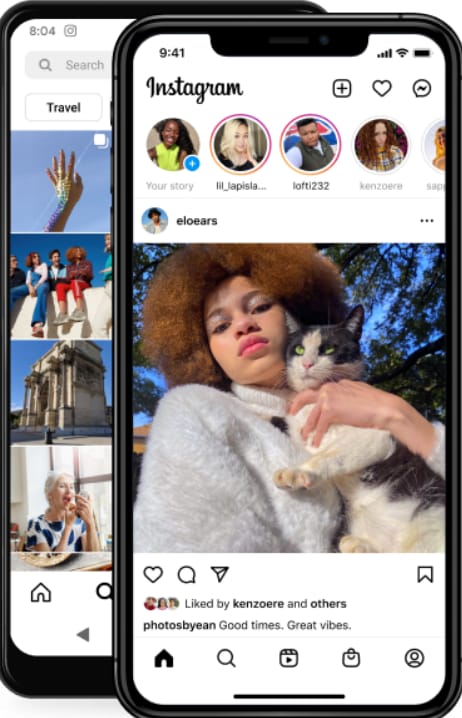 8:04
Search
Travel
9:41
Instagram
Your story
lil_lapisla...
lofti232
kenzoere
sapp
eloears
Liked by kenzoere and others
photosbyean Good times. Great vibes.